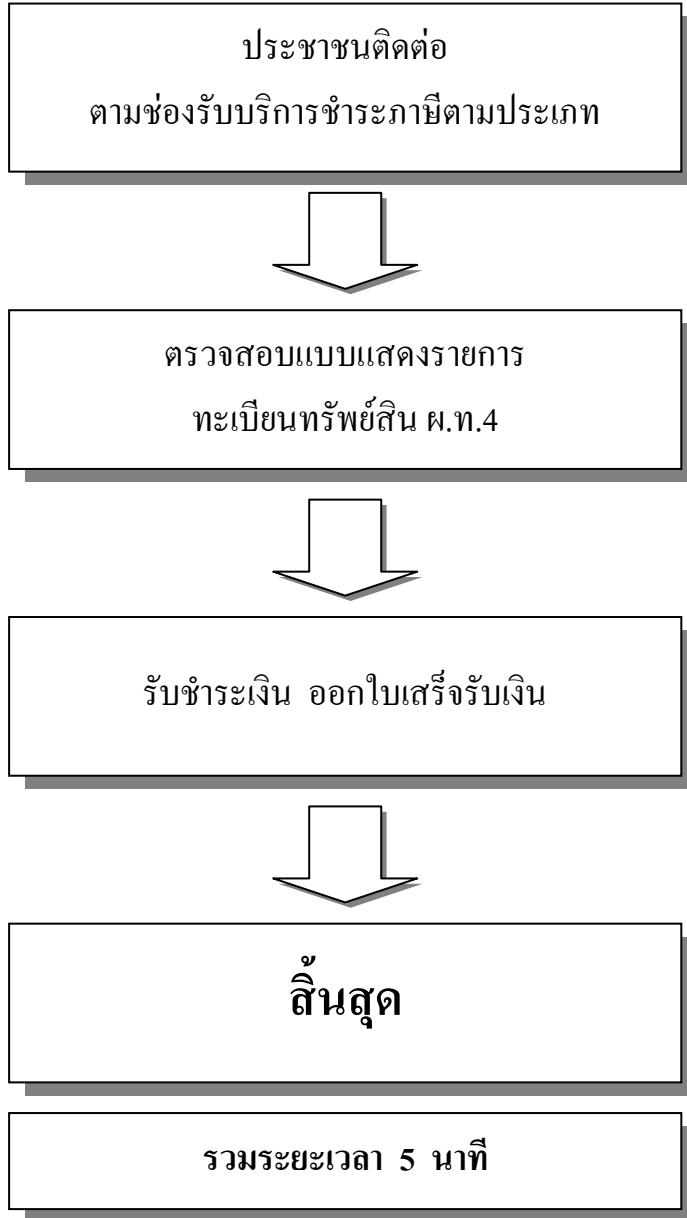 ประชาชนติดต่อ
ตามช่องรับบริการชำระภาษีตามประเภท
ตรวจสอบแบบแสดงรายการ
ทะเบียนทรัพย์สิน ผ.ท.4
รับชำระเงิน ออกใบเสร็จรับเงิน
สิ้นสุด
รวมระยะเวลา 5 นาที